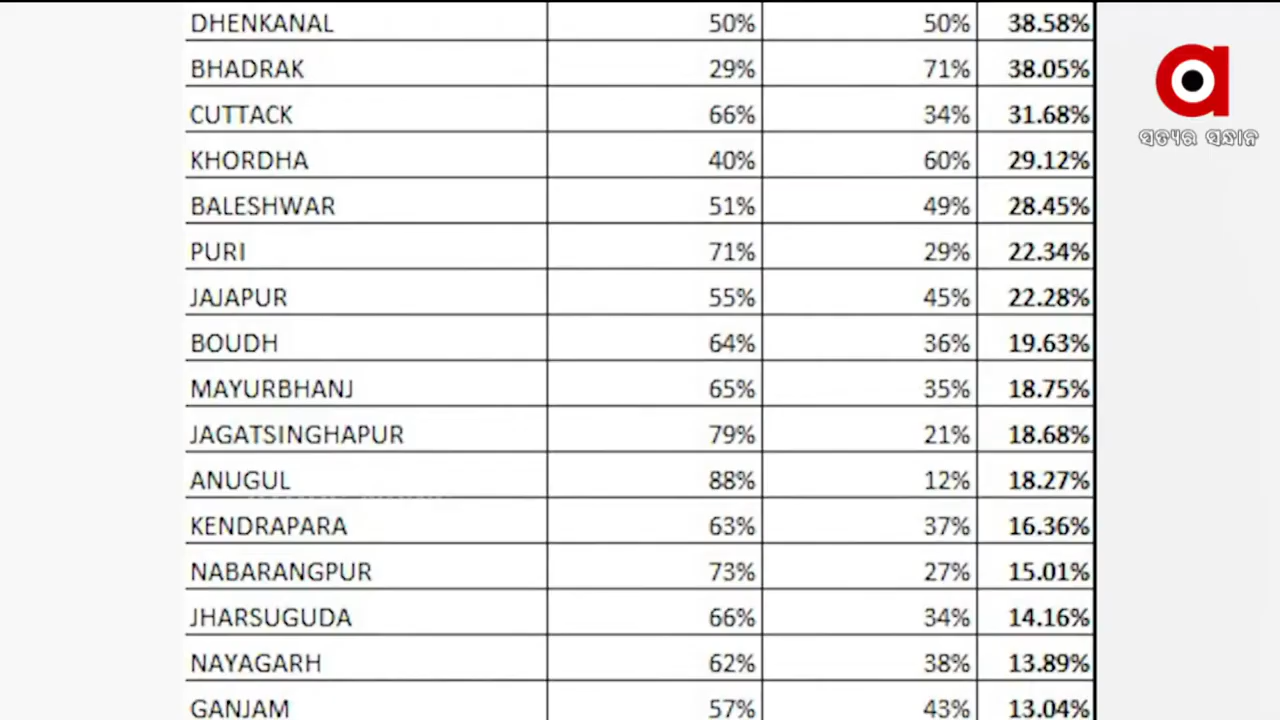 DHENKANAL 50% 50% 38.58%
BHADRAK 29% 71% 38.05%
CUTTACK 66% 34% 31.68%
KHORDHA 40% 60% 29.12%
BALESHWAR 51% 49% 28.45%
PURI 71% 29% 22.34%
JAJAPUR 55% 45% 22.28%
BOUDH 64% 36% 19.63%
MAYURBHANJ 65% 35% 18.75%
JAGATSINGHAPUR 79% 21% 18.68%
ANUGUL 88% 12% 18.27%
KENDRAPARA 63% 37% 16.36%
NABARANGPUR 73% 27% 15.01%
JHARSUGUDA 66% 34% 14.16%
NAYAGARH 62% 38% 13.89%
GANJAM 57% 43% 13.04%
a
ସତ୍ୟର ସନ୍ଧାନ